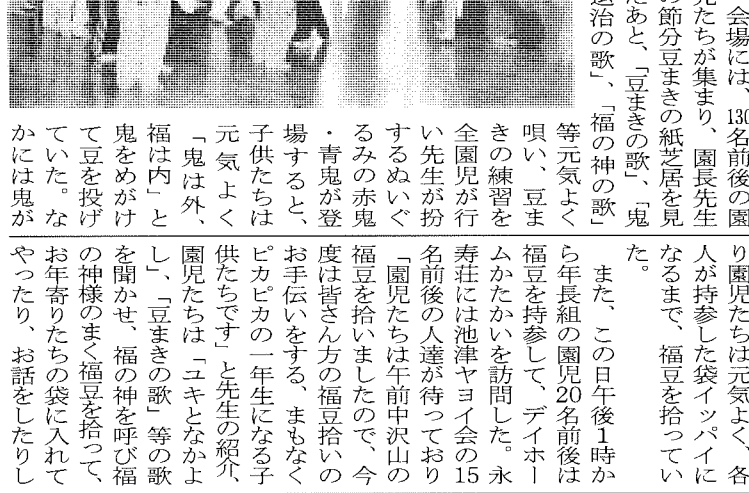 会場には、130名前後の園
児たちが集まり、園長先生
の節分豆まきの紙芝居を見
たあと、「豆まきの歌」、「鬼
退治の歌」、「福の神の歌」
等元気よく
唄い、豆ま
きの練習を
全園児が行
い先生が扮
するぬいぐ
るみの赤鬼
・青鬼が登
場すると、
子供たちは
元気よく
「鬼は外、
福は内」と
鬼をめがけ
て豆を投げ
ていた。な
かには鬼が
り園児たちは元気よく、各
人が持参した袋イッパイに
なるまで、福豆を拾ってい
た。
また、この日午後1時か
ら年長組の園児20名前後は
福豆を持参して、デイホー
ムかたかいを訪問した。永
寿荘には池津ヤヨイ会の15
名前後の人達が待っており
「園児たちは午前中沢山の
福豆を拾いましたので、今
度は皆さん方の福豆拾いの
お手伝いをする、まもなく
ピカピカの一年生になる子
供たちです」と先生の紹介、
園児たちは「ユキとなかよ
し」、「豆まきの歌」等の歌
を聞かせ、福の神を呼び福
の神様のまく福豆を拾って、
お年寄りたちの袋に入れて
やったり、お話をしたりし